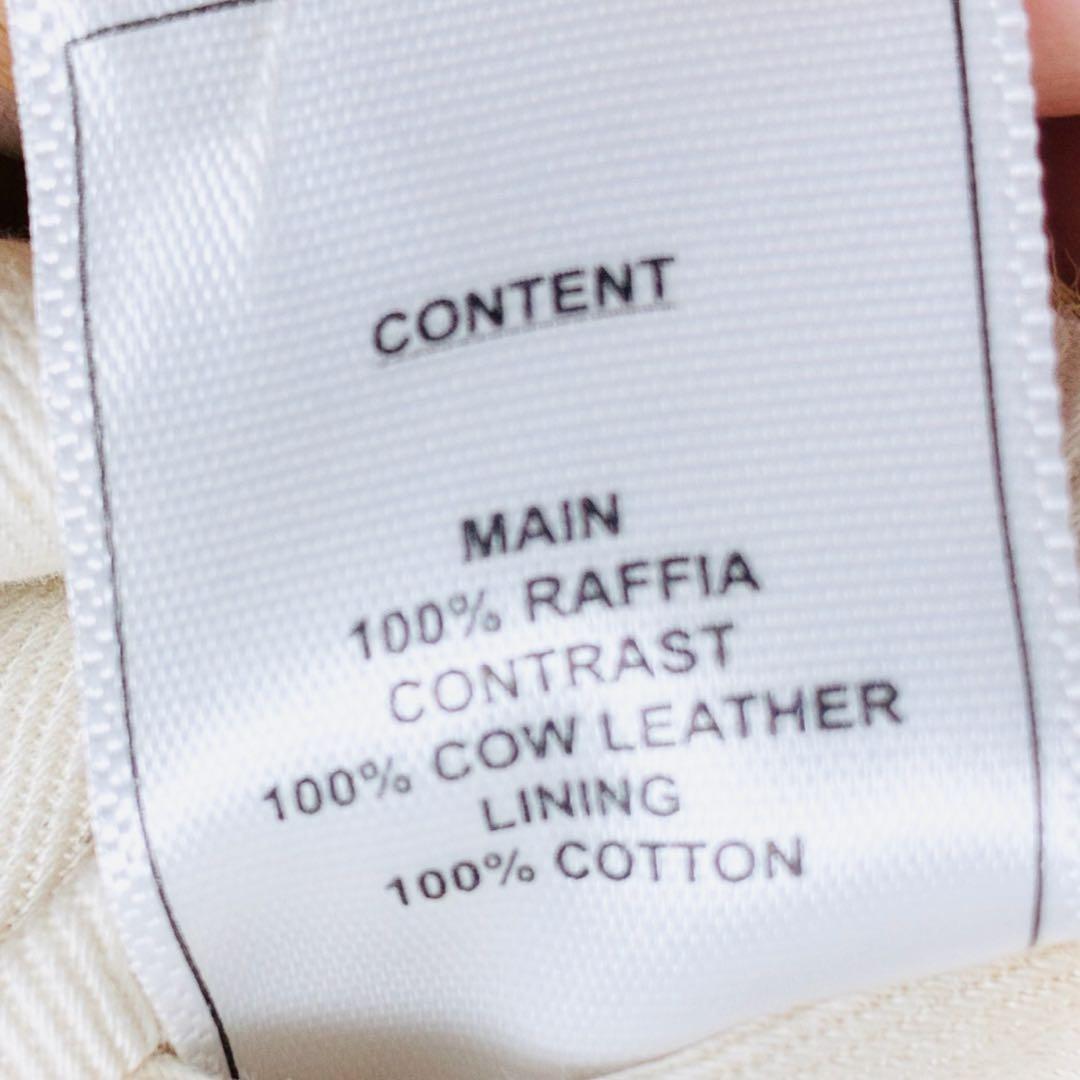 CONTENT
MAIN
100% RAFFIA
CONTRAST
100% COW LEATHER
LINING
100% COTTON